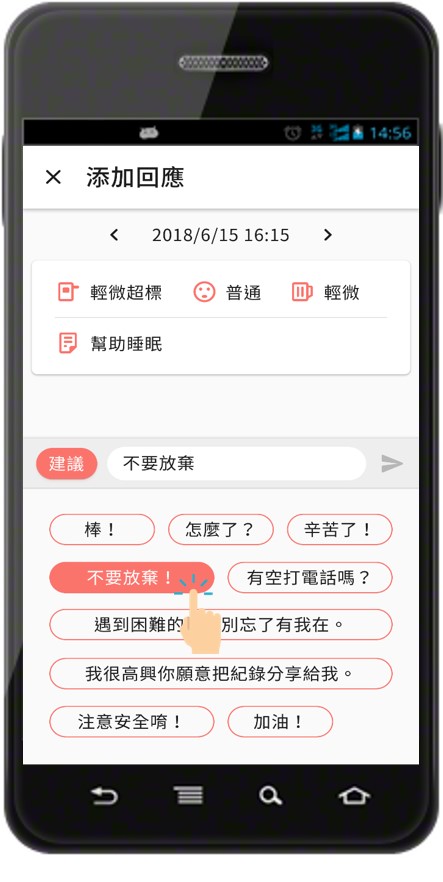 14:56
添加回應
2018/6/15 16:15
輕微超標 普通 輕微
幫助睡眠
建議 不要放棄
棒！ 怎麼了？ 辛苦了！
不要放棄！ 有空打電話嗎？
遇到困難的 別忘了有我在。
我很高興你願意把紀錄分享給我。
注意安全唷！ 加油！